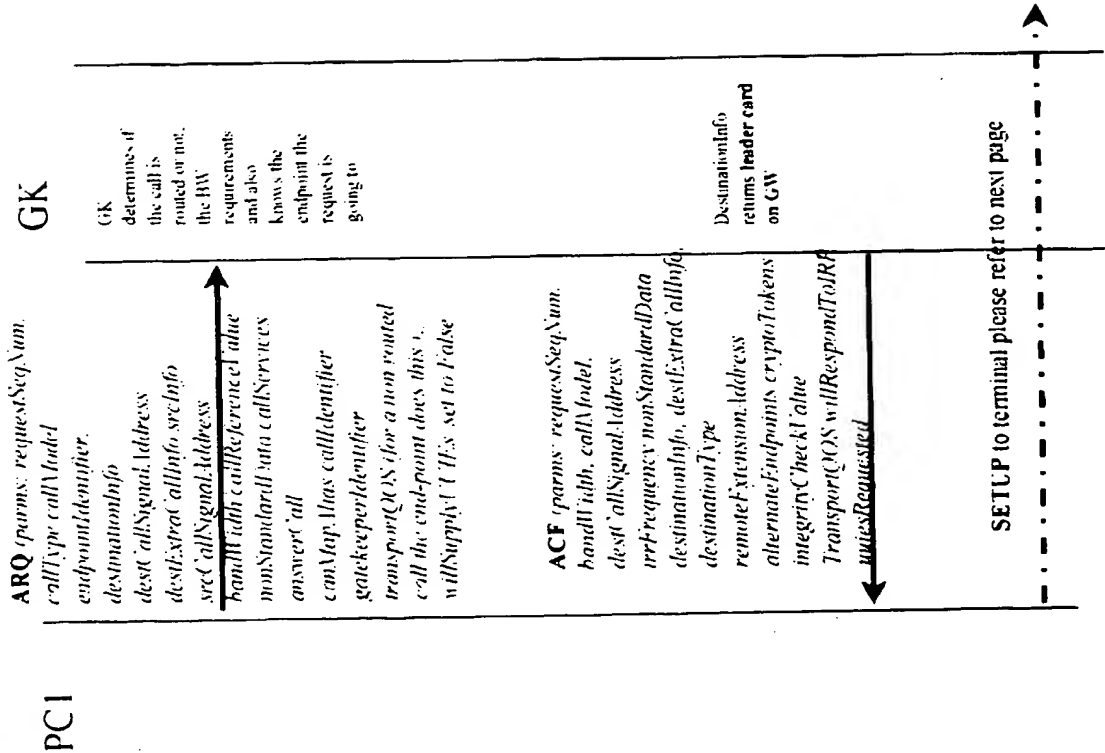 PC1
GK
ARQ (params: requestSeqNum,
callType callModel
endpointIdentifier,
destinationInfo
destCallSignalAddress
destExtraCallInfo srcInfo
srcCallSignalAddress
bandWidth callReferenceValue
nonStandardData callServices
answerCall
canMapAlias callIdentifier
gatekeeperIdentifier
transportQOS (for a non routed
call the end-point does this
willSupplyUUIEs set to False
GK
determines if
the call is
routed or not,
the BW
requirements
and also
knows the
endpoint the
request is
going to
ACF (params: requestSeqNum,
bandWidth, callModel,
destCallSignalAddress
irrFrequency nonStandardData
destinationInfo, destExtraCallInfo,
destinationType
remoteExtensionAddress
alternateEndpoints cryptoTokens
integrityCheckValue
TransportQOS willRespondToIRR
uuiesRequested
DestinationInfo
returns leader card
on GW
SETUP to terminal please refer to next page